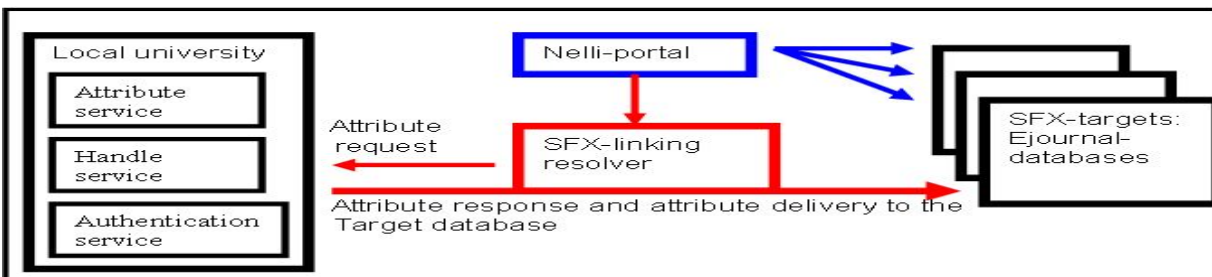 Local university
Attribute
service
Handle
service
Authentication
service
Nelli-portal
Attribute
request
SFX-linking
resolver
Attribute response and attribute delivery to the
Target database
SFX-targets:
Ejournal-
databases